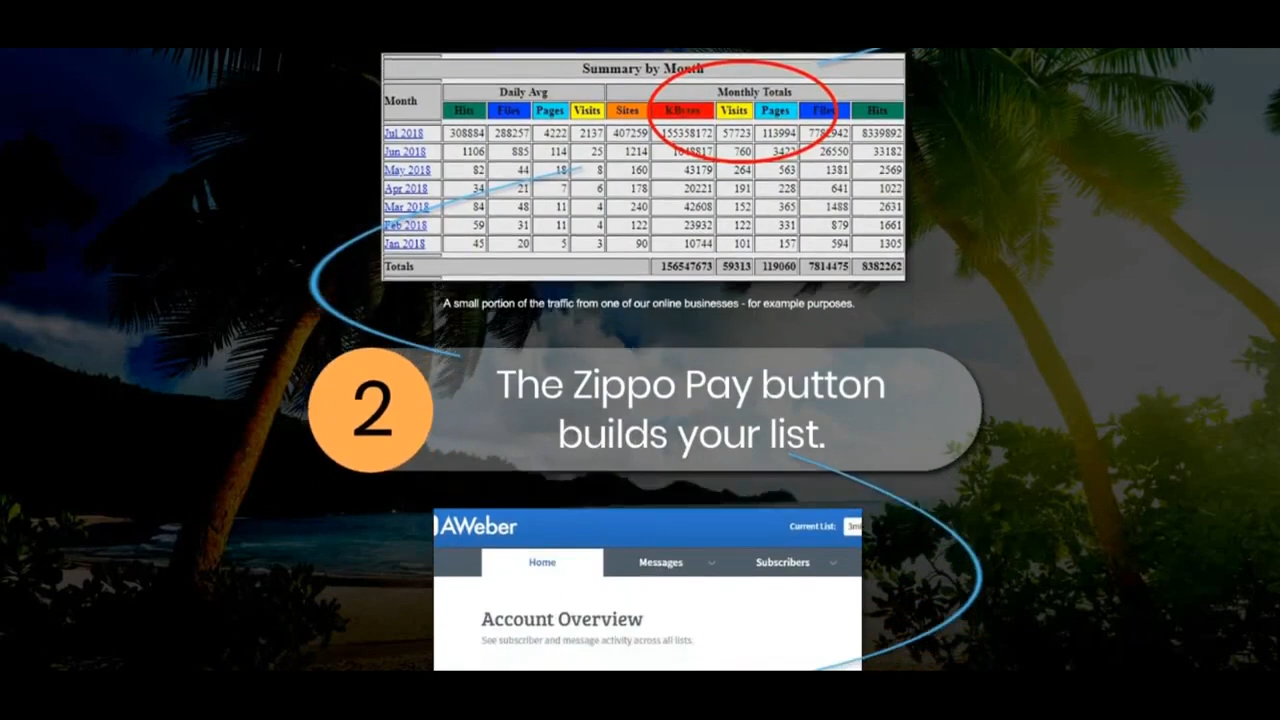 Summary by Month
Month Daily Avg Monthly Totals
Hits Files Pages Visits Sites KBytes Visits Pages Files Hits
Jul 2018 308884 288257 4222 2137 407259 155358172 57723 113994 7782942 8339892
Jun 2018 1106 885 114 25 1214 1048817 760 3422 26550 33182
May 2018 82 44 18 8 160 43179 264 563 1381 2569
Apr 2018 34 21 7 6 178 20221 191 228 641 1022
Mar 2018 84 48 11 4 240 42608 152 365 1488 2631
Feb 2018 59 31 11 4 122 23932 122 331 879 1661
Jan 2018 45 20 5 3 90 10744 101 157 594 1305
Totals 156547673 59313 119060 7814475 8382262
A small portion of the traffic from one of our online businesses - for example purposes.
2 The Zippo Pay button
builds your list.
AWeber Current List:
Home Messages Subscribers
Account Overview
See subscriber and message activity across all lists.